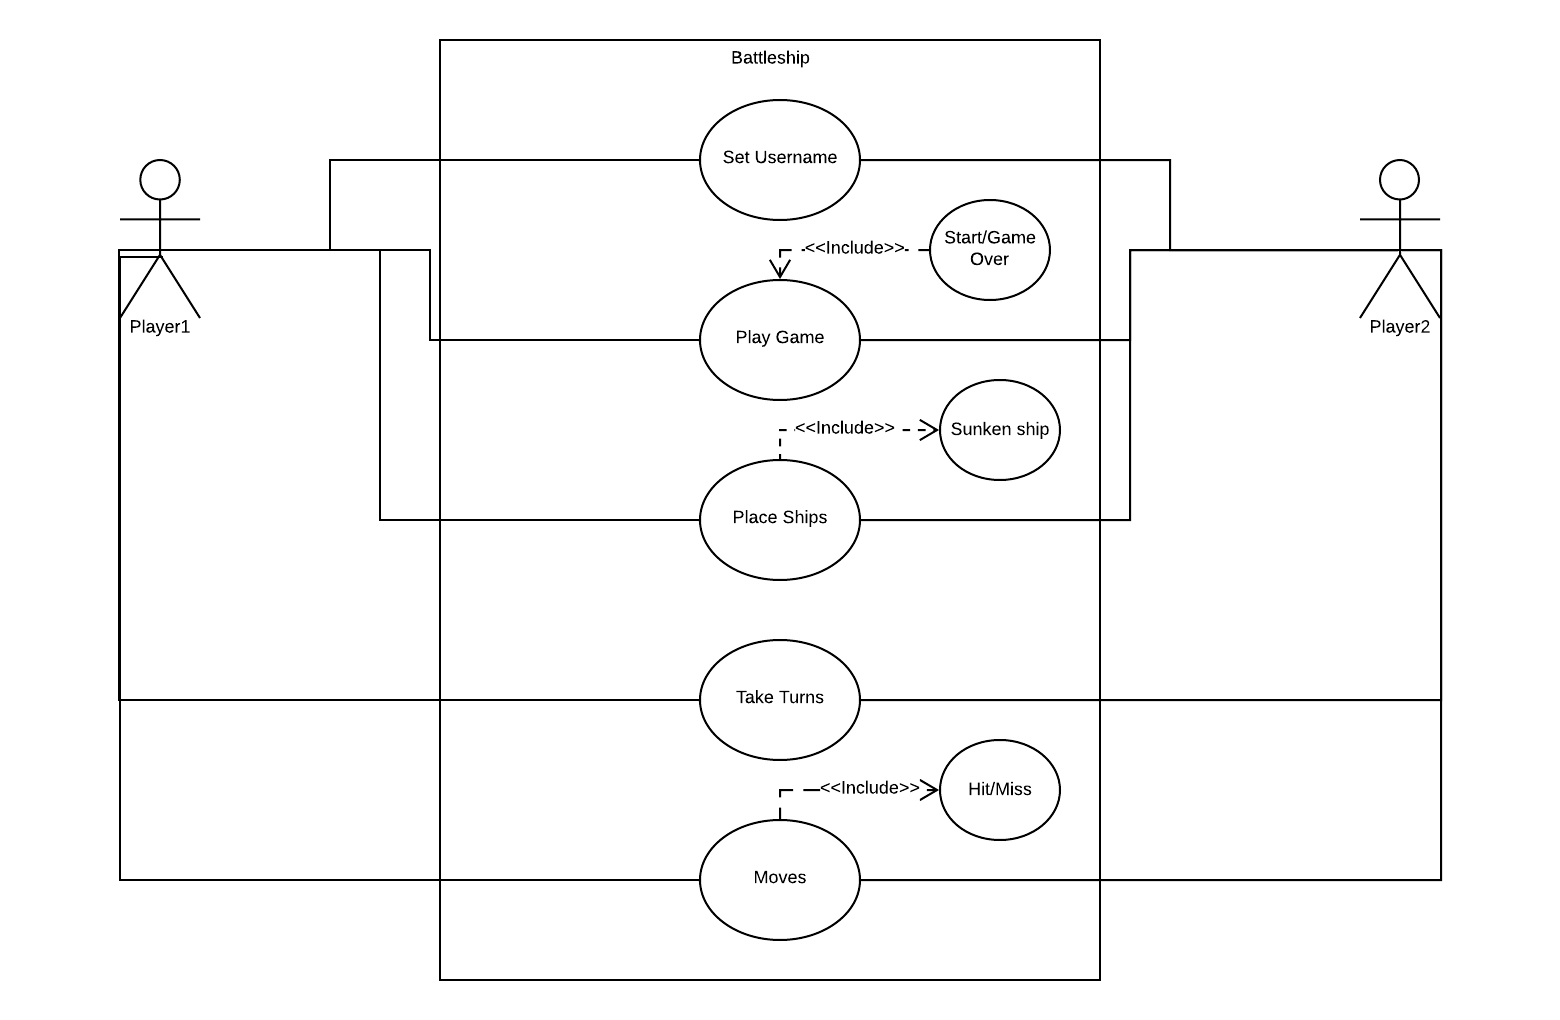 Battleship
Set Username
<<Include>>
Start/Game
Over
Player1
Play Game
Player2
<<Include>>
Sunken ship
Place Ships
Take Turns
<<Include>>
Hit/Miss
Moves